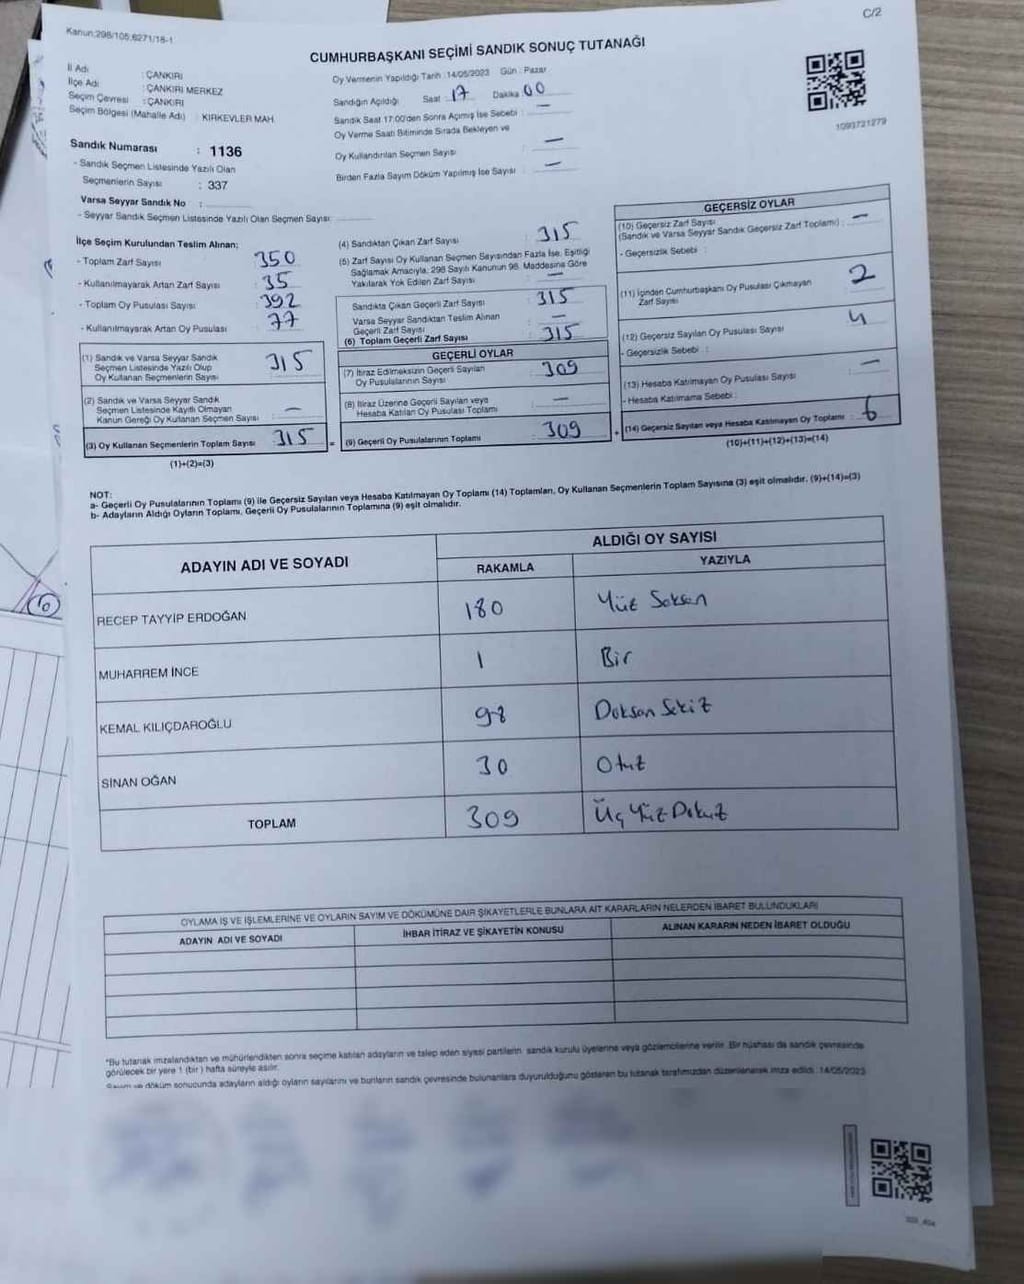 Kanun:298/105,6271/18-1
C/2
CUMHURBAŞKANI SEÇİMİ SANDIK SONUÇ TUTANAĞI
İl Adı : ÇANKIRI
İlçe Adı : ÇANKIRI MERKEZ
Seçim Çevresi : ÇANKIRI
Seçim Bölgesi (Mahalle Adı) : KIRKEVLER MAH.
Sandık Numarası : 1136
- Sandık Seçmen Listesinde Yazılı Olan
Seçmenlerin Sayısı : 337
Varsa Seyyar Sandık No :
- Seyyar Sandık Seçmen Listesinde Yazılı Olan Seçmen Sayısı:
Oy Vermenin Yapıldığı Tarih : 14/05/2023 Gün : Pazar
Sandığın Açıldığı Saat : 17 Dakika 00
Sandık Saat 17:00'den Sonra Açımış İse Sebebi : —
Oy Verme Saati Bitiminde Sırada Bekleyen ve
Oy Kullandırılan Seçmen Sayısı : —
Birden Fazla Sayım Döküm Yapılmış İse Sayısı : —
1093721279
İlçe Seçim Kurulundan Teslim Alınan;
- Toplam Zarf Sayısı 350
- Kullanılmayarak Artan Zarf Sayısı 35
- Toplam Oy Pusulası Sayısı 392
- Kullanılmayarak Artan Oy Pusulası 77
(1) Sandık ve Varsa Seyyar Sandık
Seçmen Listesinde Yazılı Olup
Oy Kullanan Seçmenlerin Sayısı 315
(2) Sandık ve Varsa Seyyar Sandık
Seçmen Listesinde Kayıtlı Olmayan
Kanun Gereği Oy Kullanan Seçmen Sayısı —
(3) Oy Kullanan Seçmenlerin Toplam Sayısı 315
(1)+(2)=(3)
(4) Sandıktan Çıkan Zarf Sayısı : 315
(5) Zarf Sayısı Oy Kullanan Seçmen Sayısından Fazla İse, Eşitliği
Sağlamak Amacıyla, 298 Sayılı Kanunun 98. Maddesine Göre
Yakılarak Yok Edilen Zarf Sayısı : —
Sandıkta Çıkan Geçerli Zarf Sayısı : 315
Varsa Seyyar Sandıktan Teslim Alınan
Geçerli Zarf Sayısı : —
(6) Toplam Geçerli Zarf Sayısı : 315
GEÇERLİ OYLAR
(7) İtiraz Edilmeksizin Geçerli Sayılan
Oy Pusulalarının Sayısı : 309
(8) İtiraz Üzerine Geçerli Sayılan veya
Hesaba Katılan Oy Pusulası Toplamı : —
= (9) Geçerli Oy Pusulalarının Toplamı : 309
GEÇERSİZ OYLAR
(10) Geçersiz Zarf Sayısı
(Sandık ve Varsa Seyyar Sandık Geçersiz Zarf Toplamı) : —
- Geçersizlik Sebebi :
(11) İçinden Cumhurbaşkanı Oy Pusulası Çıkmayan
Zarf Sayısı 2
(12) Geçersiz Sayılan Oy Pusulası Sayısı : 4
- Geçersizlik Sebebi :
(13) Hesaba Katılmayan Oy Pusulası Sayısı : —
- Hesaba Katılmama Sebebi :
+ (14) Geçersiz Sayılan veya Hesaba Katılmayan Oy Toplamı : 6
(10)+(11)+(12)+(13)=(14)
NOT:
a- Geçerli Oy Pusulalarının Toplamı (9) ile Geçersiz Sayılan veya Hesaba Katılmayan Oy Toplamı (14) Toplamları, Oy Kullanan Seçmenlerin Toplam Sayısına (3) eşit olmalıdır. (9)+(14)=(3)
b- Adayların Aldığı Oyların Toplamı, Geçerli Oy Pusulalarının Toplamına (9) eşit olmalıdır.
ADAYIN ADI VE SOYADI
ALDIĞI OY SAYISI
RAKAMLA YAZIYLA
RECEP TAYYİP ERDOĞAN 180 Yüz Seksen
MUHARREM İNCE 1 Bir
KEMAL KILIÇDAROĞLU 98 Doksan Sekiz
SİNAN OĞAN 30 Otuz
TOPLAM 309 Üç Yüz Dokuz
OYLAMA İŞ VE İŞLEMLERİNE VE OYLARIN SAYIM VE DÖKÜMÜNE DAİR ŞİKAYETLERLE BUNLARA AİT KARARLARIN NELERDEN İBARET BULUNDUKLARI
ADAYIN ADI VE SOYADI İHBAR İTİRAZ VE ŞİKAYETİN KONUSU ALINAN KARARIN NEDEN İBARET OLDUĞU
*Bu tutanak imzalandıktan ve mühürlendikten sonra seçime katılan adayların ve talep eden siyasi partilerin sandık kurulu üyelerine veya gözlemcilerine verilir. Bir nüshası da sandık çevresinde
görülecek bir yere 1 (bir) hafta süreyle asılır.
Sayım ve döküm sonucunda adayların aldığı oyların sayılarını ve bunların sandık çevresinde bulunanlara duyurulduğunu gösteren bu tutanak tarafımızdan düzenlenerek imza edildi. 14/05/2023